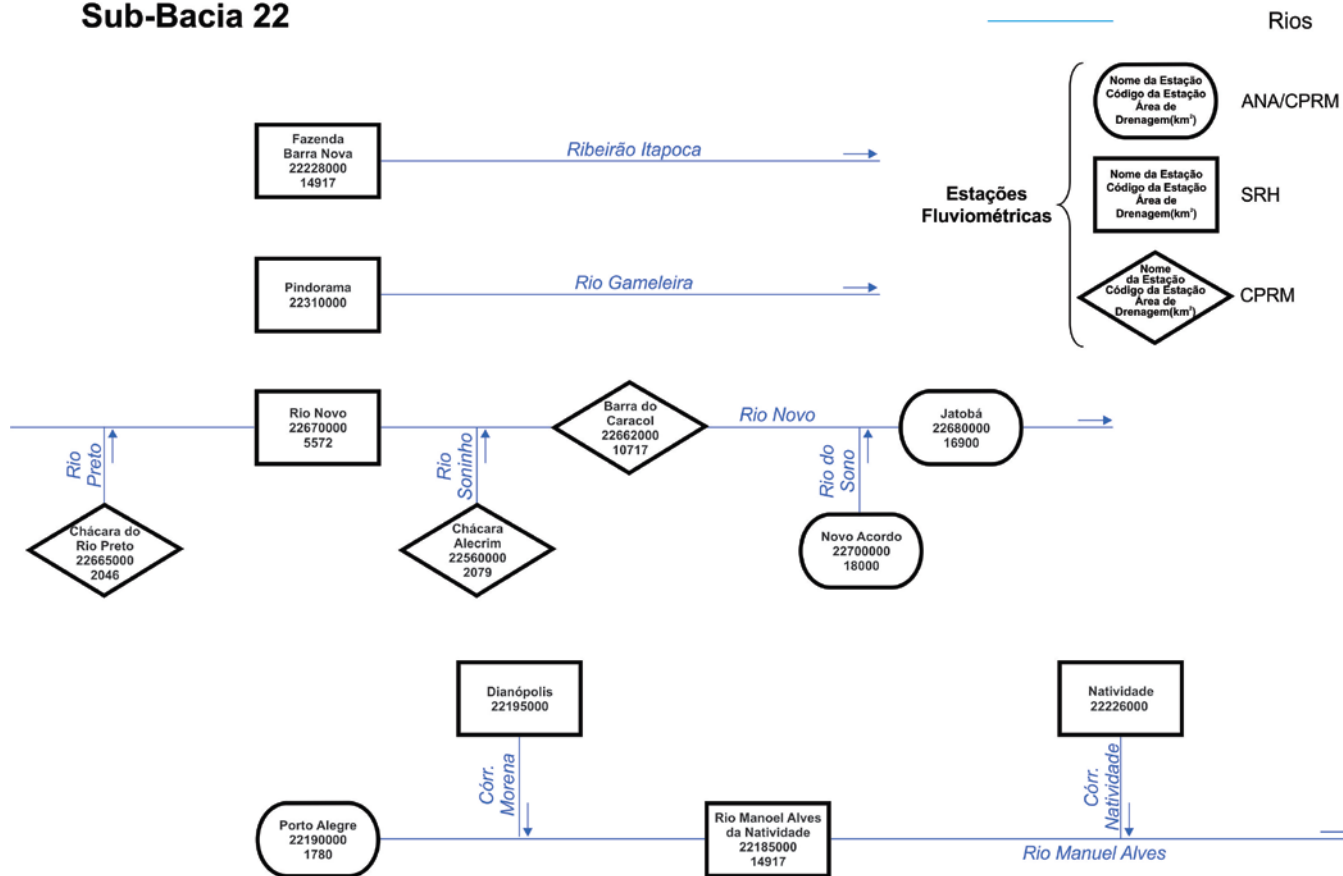 Sub-Bacia 22
Rios
Estações
Fluviométricas
Nome da Estação
Código da Estação
Área de
Drenagem(km²)
ANA/CPRM
Nome da Estação
Código da Estação
Área de
Drenagem(km²)
SRH
Nome
da Estação
Código da Estação
Área de
Drenagem(km²)
CPRM
Fazenda
Barra Nova
22228000
14917
Ribeirão Itapoca
Pindorama
22310000
Rio Gameleira
Rio
Preto
Chácara do
Rio Preto
22665000
2046
Rio Novo
22670000
5572
Rio
Soninho
Chácara
Alecrim
22560000
2079
Barra do
Caracol
22662000
10717
Rio Novo
Rio do
Sono
Novo Acordo
22700000
18000
Jatobá
22680000
16900
Dianópolis
22195000
Córr.
Morena
Natividade
22226000
Córr.
Natividade
Porto Alegre
22190000
1780
Rio Manoel Alves
da Natividade
22185000
14917
Rio Manuel Alves